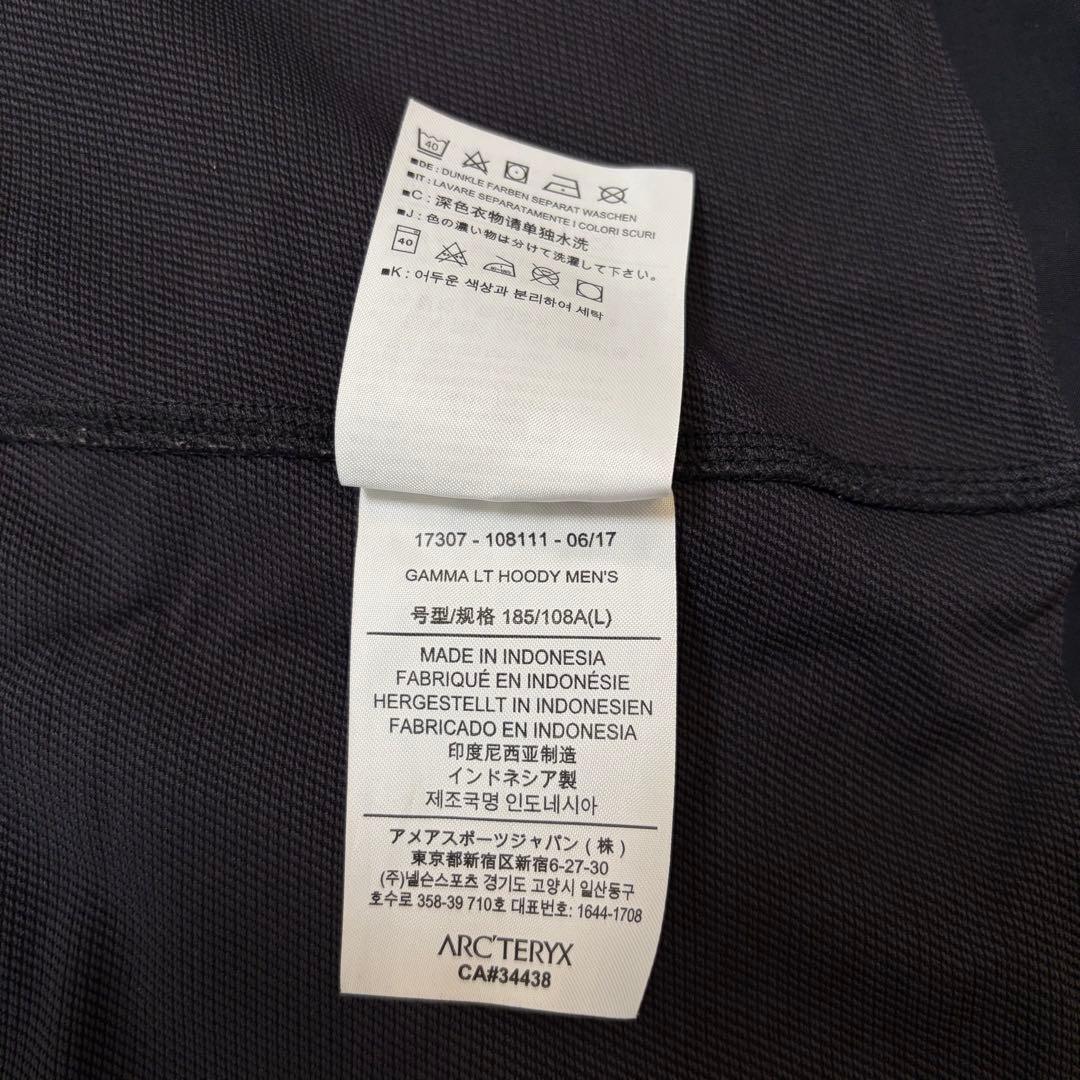 40
■DE : DUNKLE FARBEN SEPARAT WASCHEN
■IT : LAVARE SEPARATAMENTE I COLORI SCURI
■C : 深色衣物请单独水洗
■J : 色の濃い物は分けて洗濯して下さい。
40
■K : 어두운 색상과 분리하여 세탁
17307 - 108111 - 06/17
GAMMA LT HOODY MEN'S
号型/规格 185/108A(L)
MADE IN INDONESIA
FABRIQUÉ EN INDONÉSIE
HERGESTELLT IN INDONESIEN
FABRICADO EN INDONESIA
印度尼西亚制造
インドネシア製
제조국명 인도네시아
アメアスポーツジャパン（株）
東京都新宿区新宿6-27-30
(주)넬슨스포츠 경기도 고양시 일산동구
호수로 358-39 710호 대표번호: 1644-1708
ARC'TERYX
CA#34438